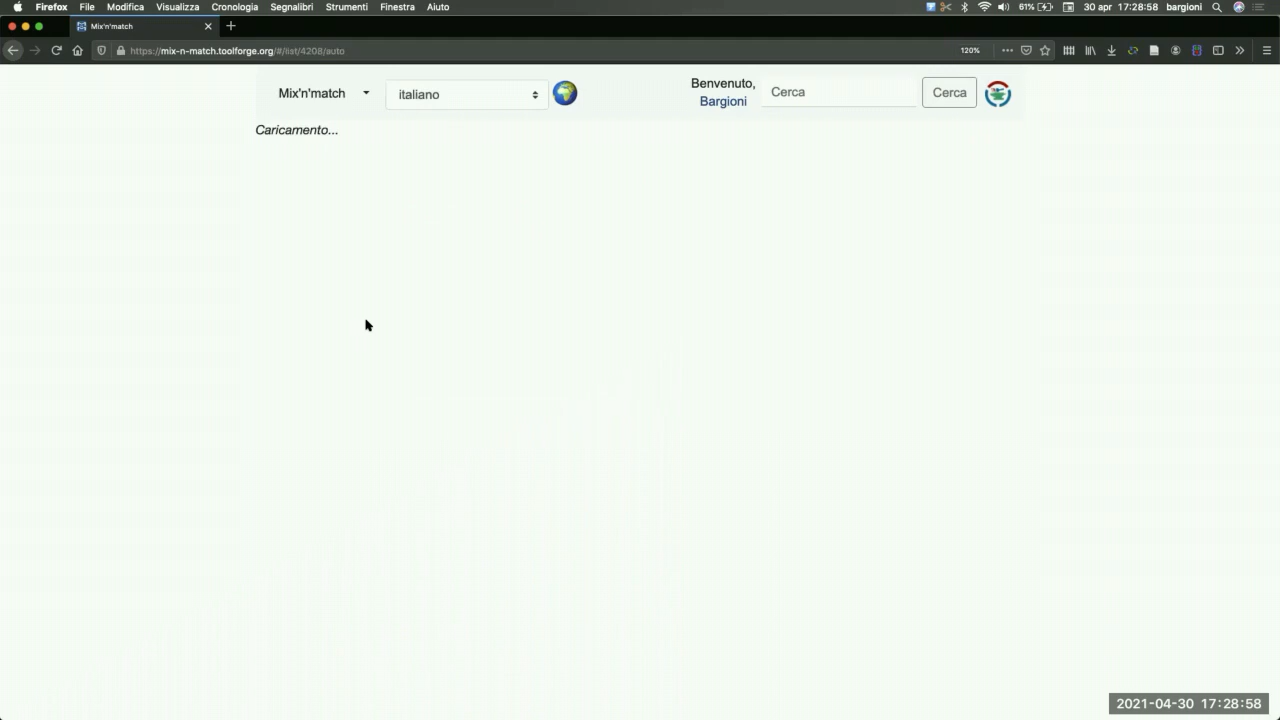 Firefox File Modifica Visualizza Cronologia Segnalibri Strumenti Finestra Aiuto 61% 30 apr 17:28:58 bargioni
Mix'n'match
https://mix-n-match.toolforge.org/#/list/4208/auto 120%
Mix'n'match italiano Benvenuto, Bargioni Cerca Cerca
Caricamento...
2021-04-30 17:28:58